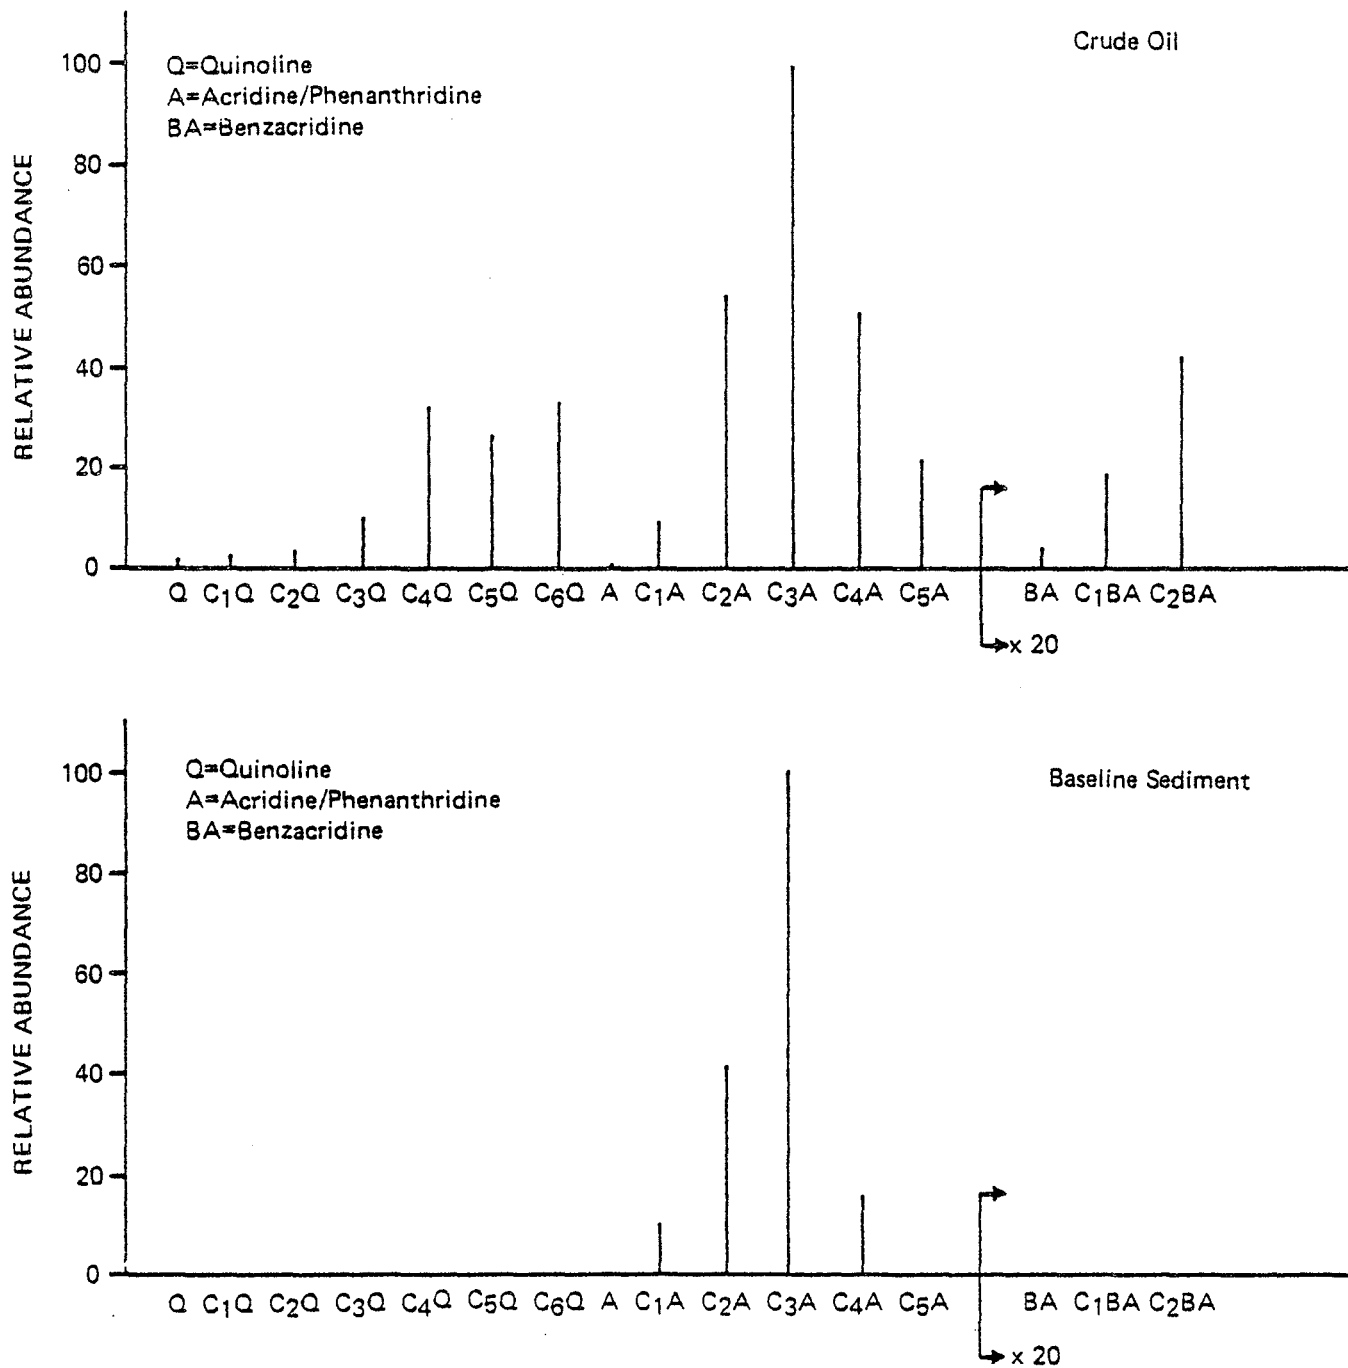 Crude Oil
Q=Quinoline
A=Acridine/Phenanthridine
BA=Benzacridine
RELATIVE ABUNDANCE
100
80
60
40
20
0
Q C1Q C2Q C3Q C4Q C5Q C6Q A C1A C2A C3A C4A C5A BA C1BA C2BA
x 20
Baseline Sediment
Q=Quinoline
A=Acridine/Phenanthridine
BA=Benzacridine
RELATIVE ABUNDANCE
100
80
60
40
20
0
Q C1Q C2Q C3Q C4Q C5Q C6Q A C1A C2A C3A C4A C5A BA C1BA C2BA
x 20